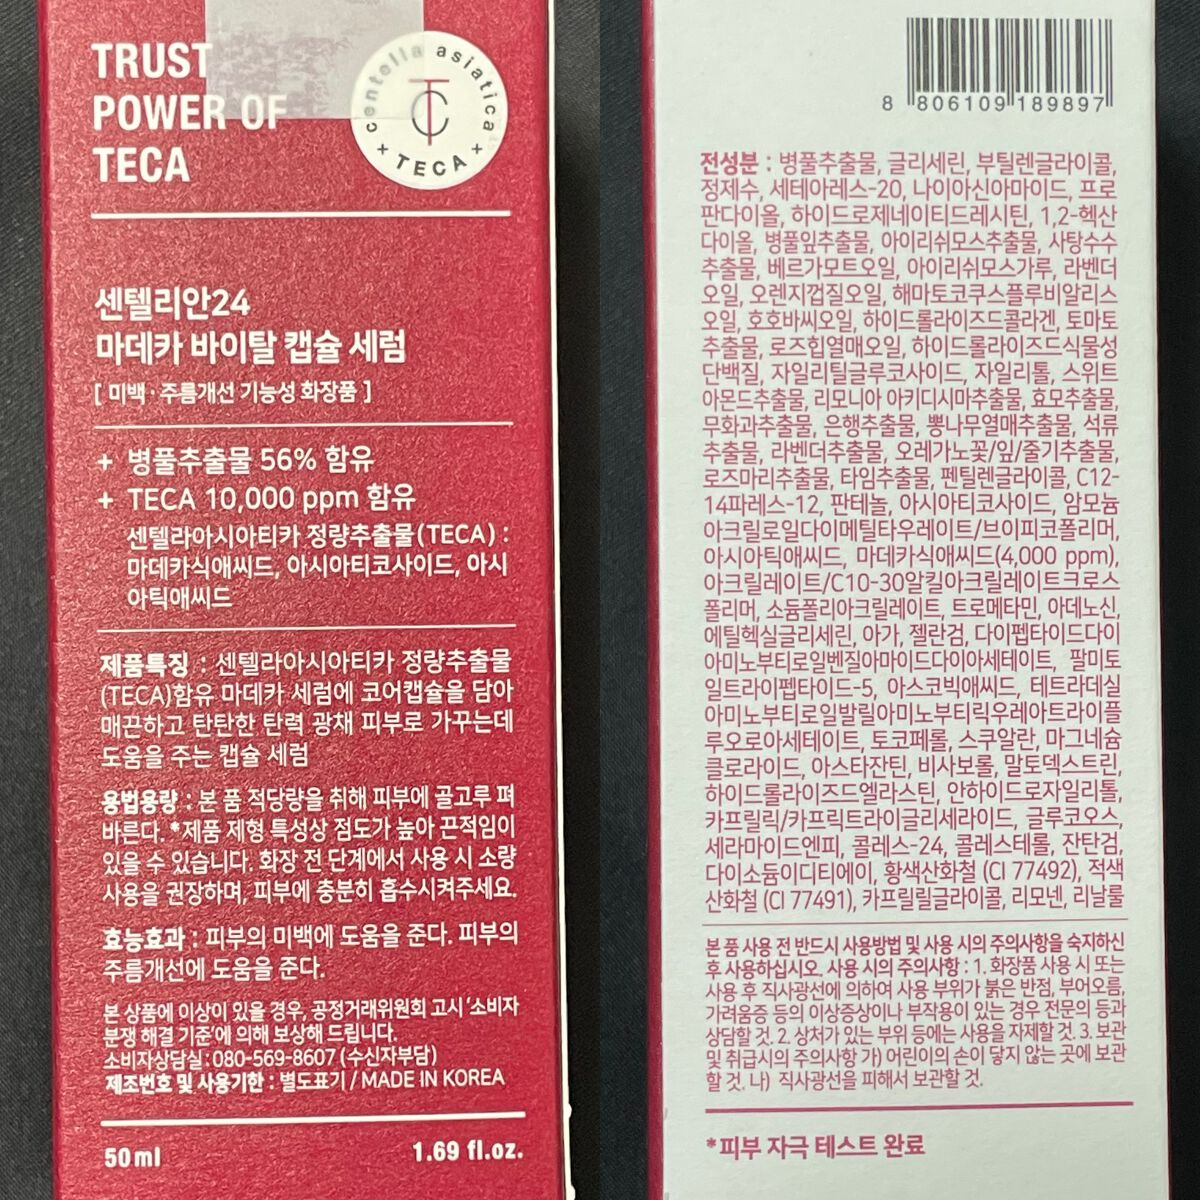 TRUST
POWER OF
TECA
centella asiatica
TC
+ TECA +
센텔리안24
마데카 바이탈 캡슐 세럼
[ 미백·주름개선 기능성 화장품 ]
+ 병풀추출물 56% 함유
+ TECA 10,000 ppm 함유
센텔라아시아티카 정량추출물(TECA) :
마데카식애씨드, 아시아티코사이드, 아시
아틱애씨드
제품특징 : 센텔라아시아티카 정량추출물
(TECA)함유 마데카 세럼에 코어캡슐을 담아
매끈하고 탄탄한 탄력 광채 피부로 가꾸는데
도움을 주는 캡슐 세럼
용법용량 : 본 품 적당량을 취해 피부에 골고루 펴
바른다. *제품 제형 특성상 점도가 높아 끈적임이
있을 수 있습니다. 화장 전 단계에서 사용 시 소량
사용을 권장하며, 피부에 충분히 흡수시켜주세요.
효능효과 : 피부의 미백에 도움을 준다. 피부의
주름개선에 도움을 준다.
본 상품에 이상이 있을 경우, 공정거래위원회 고시 '소비자
분쟁 해결 기준'에 의해 보상해 드립니다.
소비자상담실 : 080-569-8607 (수신자부담)
제조번호 및 사용기한 : 별도표기 / MADE IN KOREA
50ml 1.69 fl.oz.
8 806109 189897
전성분 : 병풀추출물, 글리세린, 부틸렌글라이콜,
정제수, 세테아레스-20, 나이아신아마이드, 프로
판다이올, 하이드로제네이티드레시틴, 1,2-헥산
다이올, 병풀잎추출물, 아이리쉬모스추출물, 사탕수수
추출물, 베르가모트오일, 아이리쉬모스가루, 라벤더
오일, 오렌지껍질오일, 해마토코쿠스플루비알리스
오일, 호호바씨오일, 하이드롤라이즈드콜라겐, 토마토
추출물, 로즈힙열매오일, 하이드롤라이즈드식물성
단백질, 자일리틸글루코사이드, 자일리톨, 스위트
아몬드추출물, 리모니아 아키디시마추출물, 효모추출물,
무화과추출물, 은행추출물, 뽕나무열매추출물, 석류
추출물, 라벤더추출물, 오레가노꽃/잎/줄기추출물,
로즈마리추출물, 타임추출물, 펜틸렌글라이콜, C12-
14파레스-12, 판테놀, 아시아티코사이드, 암모늄
아크릴로일다이메틸타우레이트/브이피코폴리머,
아시아틱애씨드, 마데카식애씨드(4,000 ppm),
아크릴레이트/C10-30알킬아크릴레이트크로스
폴리머, 소듐폴리아크릴레이트, 트로메타민, 아데노신,
에틸헥실글리세린, 아가, 젤란검, 다이펩타이드다이
아미노부티로일벤질아마이드다이아세테이트, 팔미토
일트라이펩타이드-5, 아스코빅애씨드, 테트라데실
아미노부티로일발릴아미노부티릭우레아트라이플
루오로아세테이트, 토코페롤, 스쿠알란, 마그네슘
클로라이드, 아스타잔틴, 비사보롤, 말토덱스트린,
하이드롤라이즈드엘라스틴, 안하이드로자일리톨,
카프릴릭/카프릭트라이글리세라이드, 글루코오스,
세라마이드엔피, 콜레스-24, 콜레스테롤, 잔탄검,
다이소듐이디티에이, 황색산화철 (CI 77492), 적색
산화철 (CI 77491), 카프릴릴글라이콜, 리모넨, 리날룰
본 품 사용 전 반드시 사용방법 및 사용 시의 주의사항을 숙지하신
후 사용하십시오. 사용 시의 주의사항 : 1. 화장품 사용 시 또는
사용 후 직사광선에 의하여 사용 부위가 붉은 반점, 부어오름,
가려움증 등의 이상증상이나 부작용이 있는 경우 전문의 등과
상담할 것. 2. 상처가 있는 부위 등에는 사용을 자제할 것. 3. 보관
및 취급시의 주의사항 가) 어린이의 손이 닿지 않는 곳에 보관
할 것. 나) 직사광선을 피해서 보관할 것.
*피부 자극 테스트 완료